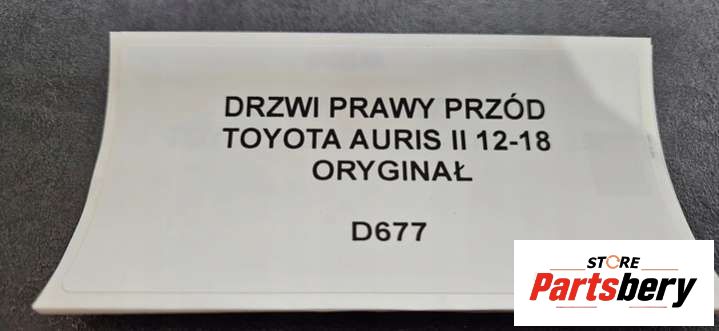 DRZWI PRAWY PRZÓD
TOYOTA AURIS II 12-18
ORYGINAŁ
D677
STORE
Partsbery